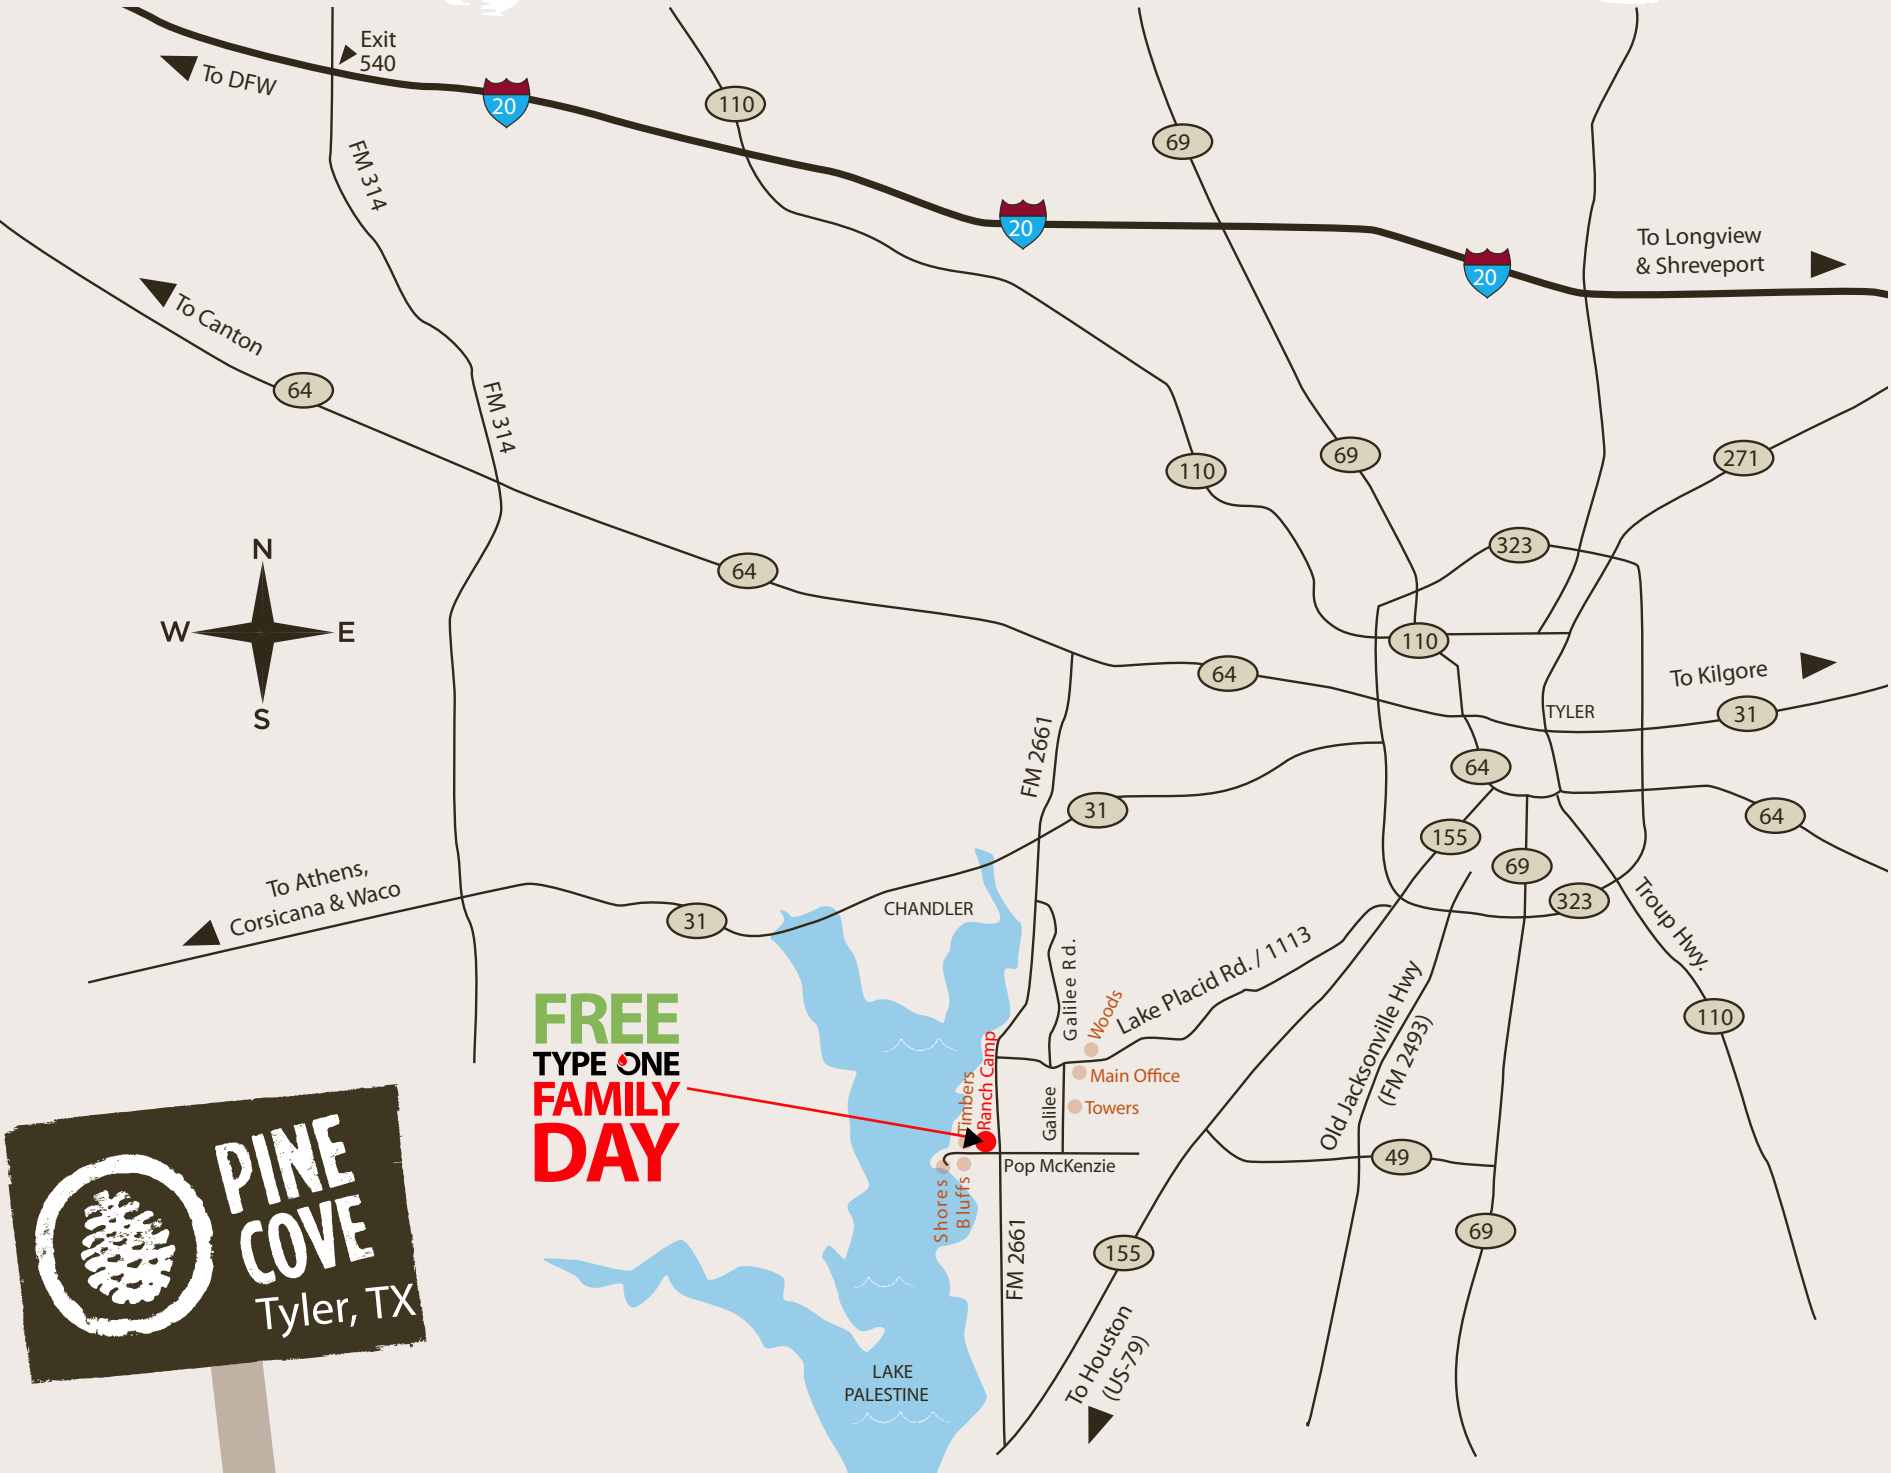 Exit
540
To DFW
20
110
69
FM 314
20
To Longview
& Shreveport
20
To Canton
64
FM 314
110
69
271
323
N
W
E
S
64
110
64
To Kilgore
31
TYLER
FM 2661
64
31
64
155
69
323
To Athens,
Corsicana & Waco
31
CHANDLER
Troup Hwy.
Galilee Rd.
Lake Placid Rd. / 1113
Woods
Old Jacksonville Hwy
(FM 2493)
110
FREE
TYPE ONE
FAMILY
DAY
Timbers
Ranch Camp
Main Office
Galilee
Towers
Pop McKenzie
49
Shores
Bluffs
FM 2661
155
69
PINE
COVE
Tyler, TX
To Houston
(US-79)
LAKE
PALESTINE